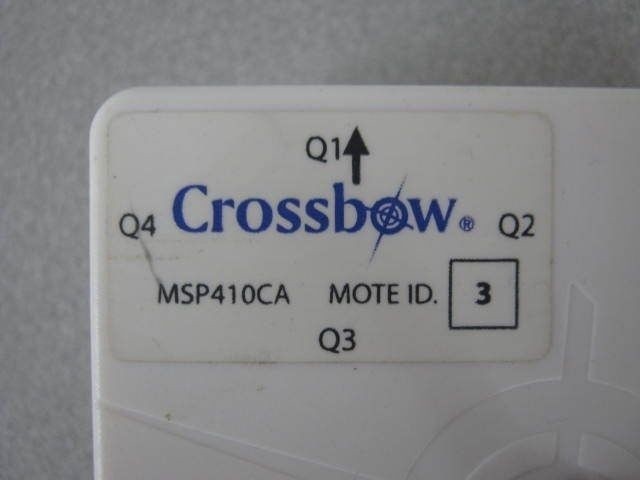 Q1
Q4 Crossbow® Q2
MSP410CA MOTE ID. 3
Q3